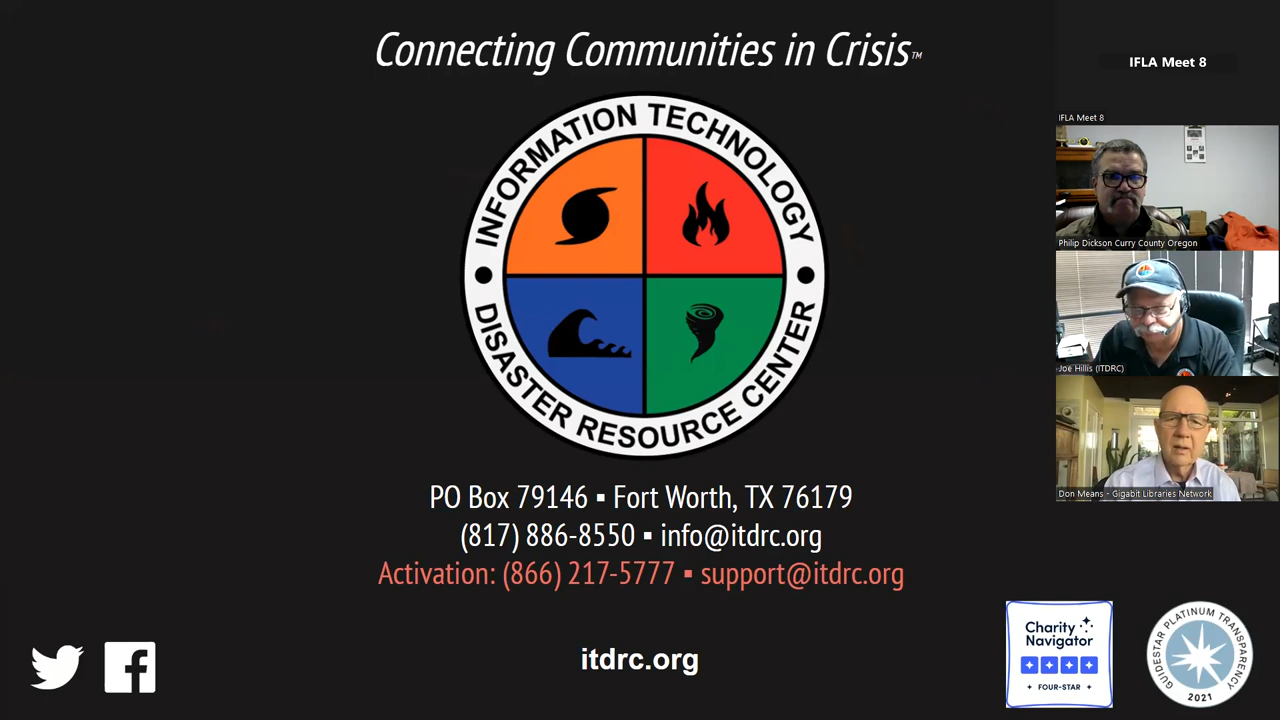 Connecting Communities in Crisis™
INFORMATION TECHNOLOGY
DISASTER RESOURCE CENTER
PO Box 79146 ▪ Fort Worth, TX 76179
(817) 886-8550 ▪ info@itdrc.org
Activation: (866) 217-5777 ▪ support@itdrc.org
itdrc.org
Charity
Navigator
FOUR-STAR
GUIDESTAR PLATINUM TRANSPARENCY
2021
IFLA Meet 8
IFLA Meet 8
Philip Dickson Curry County Oregon
Joe Hillis (ITDRC)
Don Means - Gigabit Libraries Network